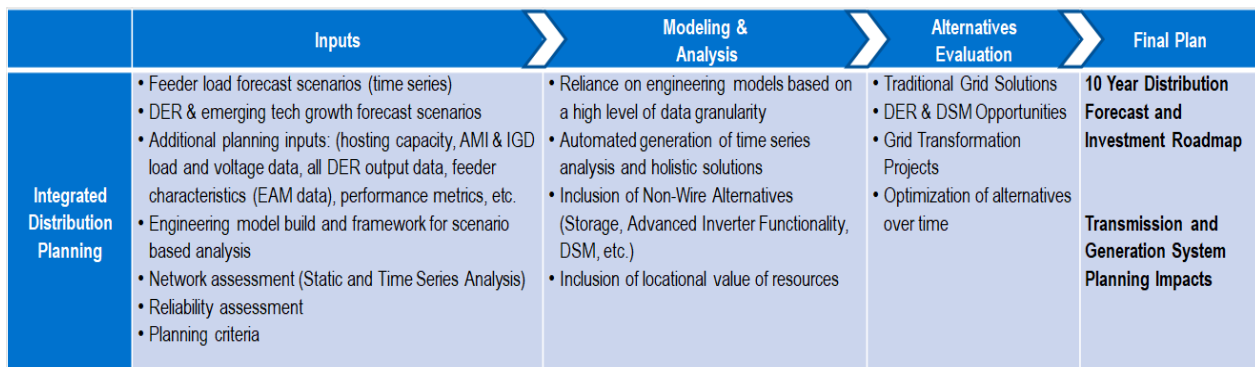 Inputs
Modeling &
Analysis
Alternatives
Evaluation
Final Plan
Integrated
Distribution
Planning
• Feeder load forecast scenarios (time series)
• DER & emerging tech growth forecast scenarios
• Additional planning inputs: (hosting capacity, AMI & IGD
load and voltage data, all DER output data, feeder
characteristics (EAM data), performance metrics, etc.
• Engineering model build and framework for scenario
based analysis
• Network assessment (Static and Time Series Analysis)
• Reliability assessment
• Planning criteria
• Reliance on engineering models based on
a high level of data granularity
• Automated generation of time series
analysis and holistic solutions
• Inclusion of Non-Wire Alternatives
(Storage, Advanced Inverter Functionality,
DSM, etc.)
• Inclusion of locational value of resources
• Traditional Grid Solutions
• DER & DSM Opportunities
• Grid Transformation
Projects
• Optimization of alternatives
over time
10 Year Distribution
Forecast and
Investment Roadmap
Transmission and
Generation System
Planning Impacts